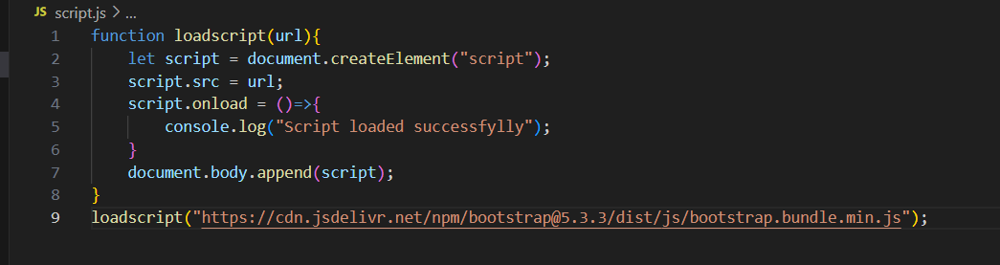 JS script.js > ...
1 function loadscript(url){
2     let script = document.createElement("script");
3     script.src = url;
4     script.onload = ()=>{
5         console.log("Script loaded successfylly");
6     }
7     document.body.append(script);
8 }
9 loadscript("https://cdn.jsdelivr.net/npm/bootstrap@5.3.3/dist/js/bootstrap.bundle.min.js");